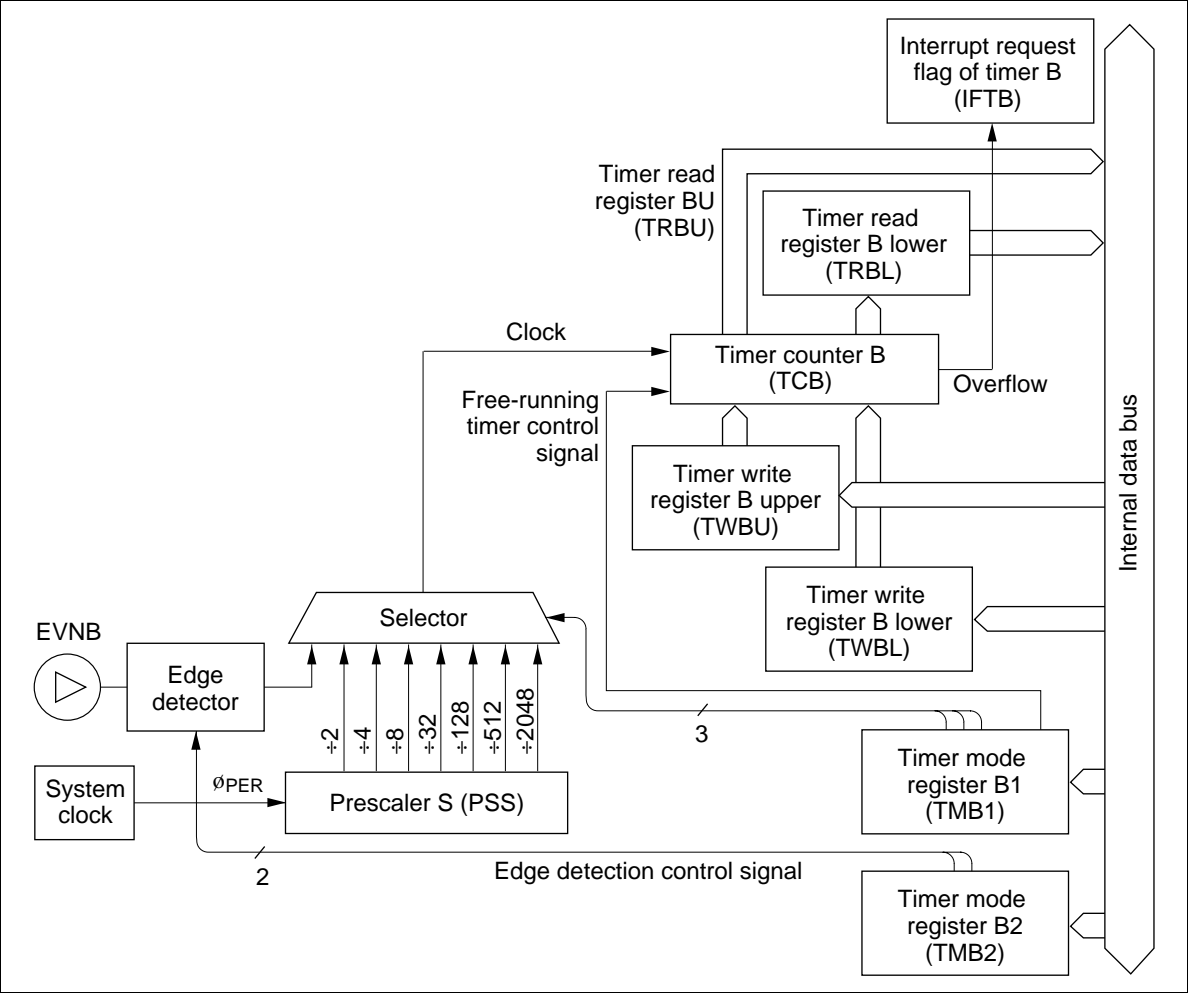 Interrupt request
flag of timer B
(IFTB)
Timer read
register BU
(TRBU)
Timer read
register B lower
(TRBL)
Clock
Timer counter B
(TCB)
Overflow
Free-running
timer control
signal
Timer write
register B upper
(TWBU)
Internal data bus
Timer write
register B lower
(TWBL)
Selector
EVNB
Edge
detector
÷2
÷4
÷8
÷32
÷128
÷512
÷2048
3
System
clock
øPER
Prescaler S (PSS)
Timer mode
register B1
(TMB1)
2
Edge detection control signal
Timer mode
register B2
(TMB2)